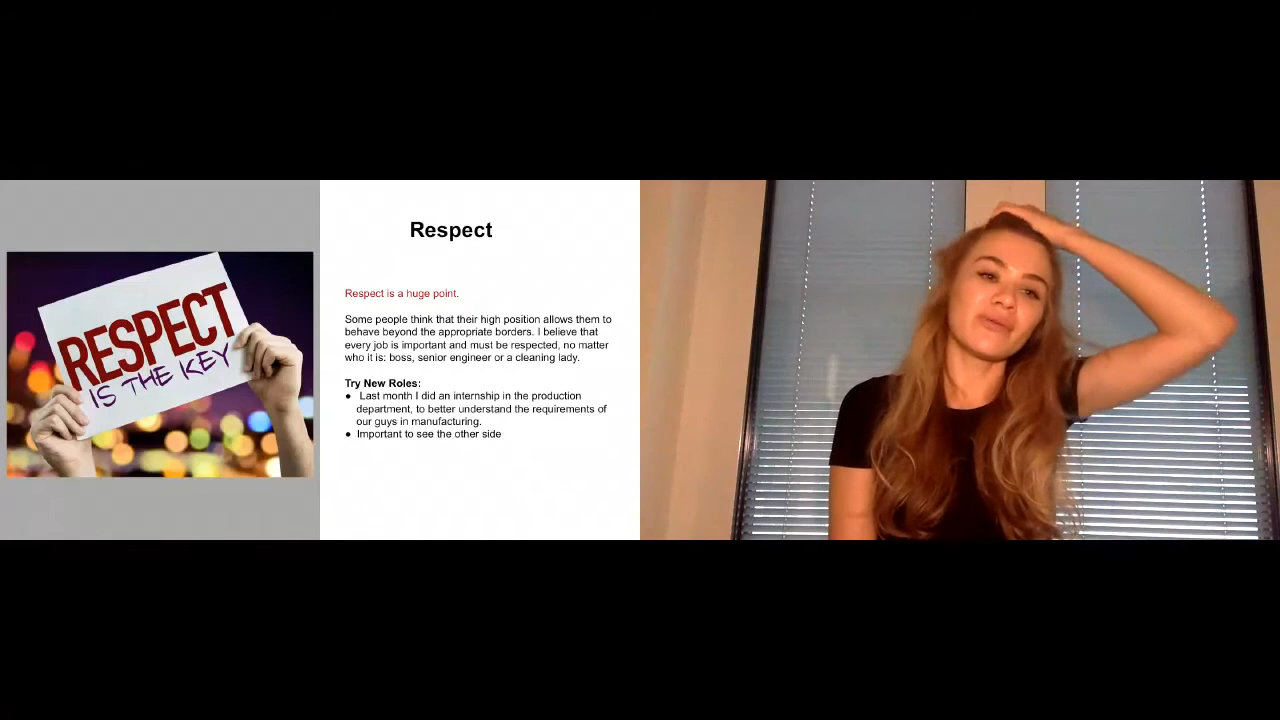 RESPECT
IS THE KEY
Respect
Respect is a huge point.
Some people think that their high position allows them to
behave beyond the appropriate borders. I believe that
every job is important and must be respected, no matter
who it is: boss, senior engineer or a cleaning lady.
Try New Roles:
● Last month I did an internship in the production
department, to better understand the requirements of
our guys in manufacturing.
● Important to see the other side